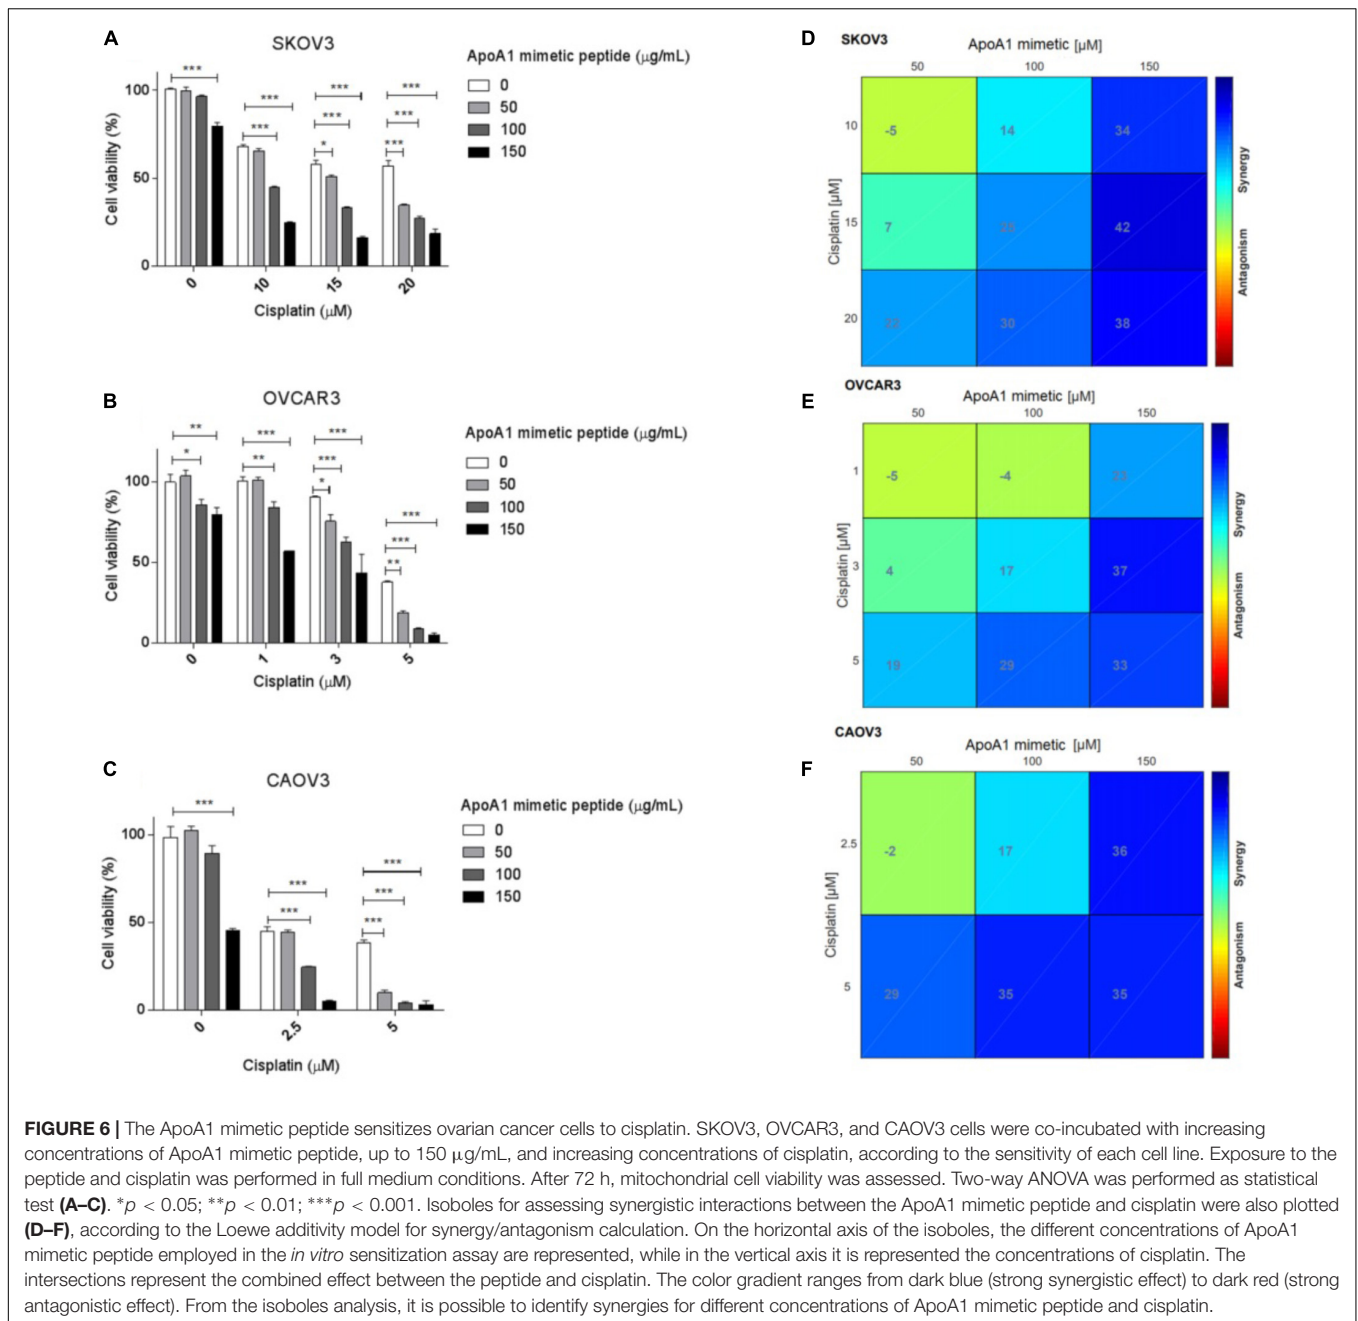 A
SKOV3
ApoA1 mimetic peptide (μg/mL)
0
50
100
150
Cell viability (%)
100
50
0
***
***
***
***
***
*
***
***
***
0
10
15
20
Cisplatin (μM)
D
SKOV3
ApoA1 mimetic [μM]
50
100
150
Cisplatin [μM]
10
15
20
-5
14
34
7
42
30
38
Synergy
Antagonism
B
OVCAR3
ApoA1 mimetic peptide (μg/mL)
0
50
100
150
Cell viability (%)
100
50
0
**
*
***
**
***
***
*
***
***
**
0
1
3
5
Cisplatin (μM)
E
OVCAR3
ApoA1 mimetic [μM]
50
100
150
Cisplatin [μM]
1
3
5
-5
-4
4
17
37
19
29
33
Synergy
Antagonism
C
CAOV3
ApoA1 mimetic peptide (μg/mL)
0
50
100
150
Cell viability (%)
100
50
0
***
***
***
***
***
***
0
2.5
5
Cisplatin (μM)
F
CAOV3
ApoA1 mimetic [μM]
50
100
150
Cisplatin [μM]
2.5
5
-2
17
36
29
35
35
Synergy
Antagonism
FIGURE 6 | The ApoA1 mimetic peptide sensitizes ovarian cancer cells to cisplatin. SKOV3, OVCAR3, and CAOV3 cells were co-incubated with increasing
concentrations of ApoA1 mimetic peptide, up to 150 μg/mL, and increasing concentrations of cisplatin, according to the sensitivity of each cell line. Exposure to the
peptide and cisplatin was performed in full medium conditions. After 72 h, mitochondrial cell viability was assessed. Two-way ANOVA was performed as statistical
test (A–C). *p < 0.05; **p < 0.01; ***p < 0.001. Isoboles for assessing synergistic interactions between the ApoA1 mimetic peptide and cisplatin were also plotted
(D–F), according to the Loewe additivity model for synergy/antagonism calculation. On the horizontal axis of the isoboles, the different concentrations of ApoA1
mimetic peptide employed in the in vitro sensitization assay are represented, while in the vertical axis it is represented the concentrations of cisplatin. The
intersections represent the combined effect between the peptide and cisplatin. The color gradient ranges from dark blue (strong synergistic effect) to dark red (strong
antagonistic effect). From the isoboles analysis, it is possible to identify synergies for different concentrations of ApoA1 mimetic peptide and cisplatin.